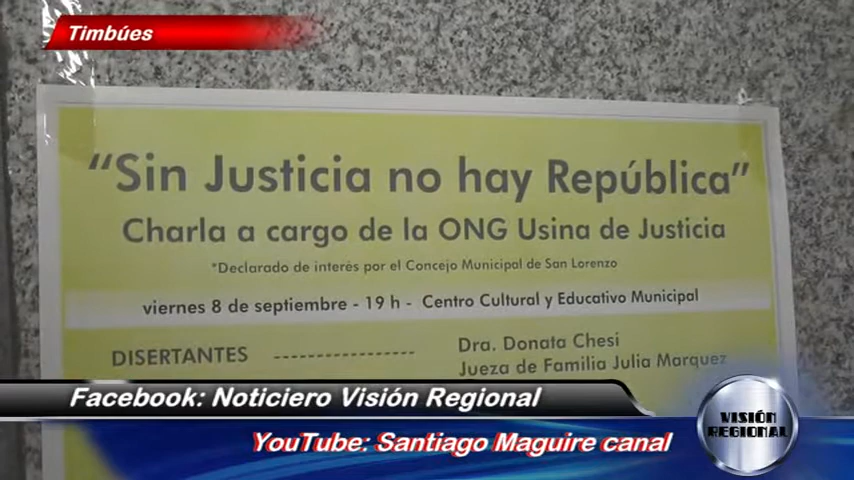 Timbúes
“Sin Justicia no hay República”
Charla a cargo de la ONG Usina de Justicia
*Declarado de interés por el Concejo Municipal de San Lorenzo
viernes 8 de septiembre - 19 h - Centro Cultural y Educativo Municipal
DISERTANTES ---------------- Dra. Donata Chesi
Jueza de Familia Julia Marquez
Facebook: Noticiero Visión Regional
YouTube: Santiago Maguire canal
VISIÓN
REGIONAL